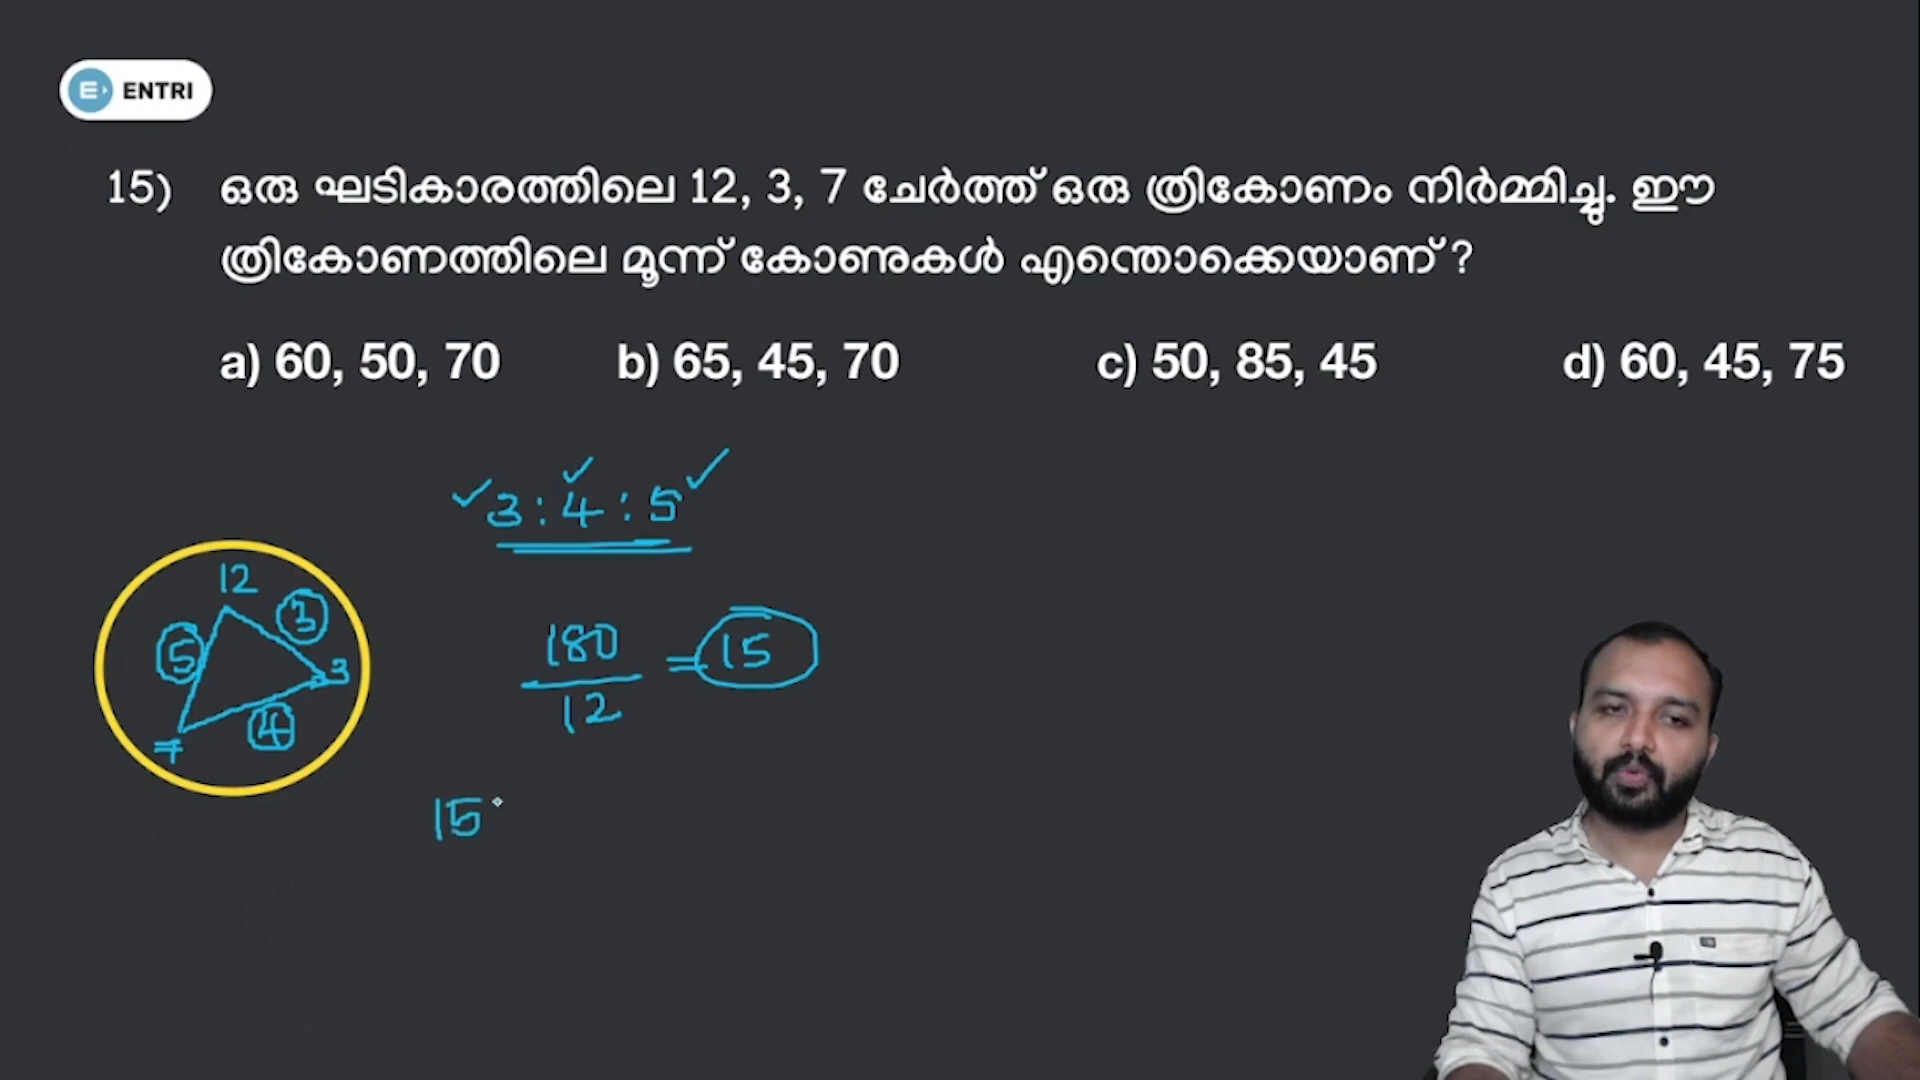 ENTRI
15) ഒരു ഘടികാരത്തിലെ 12, 3, 7 ചേർത്ത് ഒരു ത്രികോണം നിർമ്മിച്ചു. ഈ
ത്രികോണത്തിലെ മൂന്ന് കോണുകൾ എന്തൊക്കെയാണ് ?
a) 60, 50, 70 b) 65, 45, 70 c) 50, 85, 45 d) 60, 45, 75
3 : 4 : 5
12
3
5
3
4
7
180
12
= 15
15